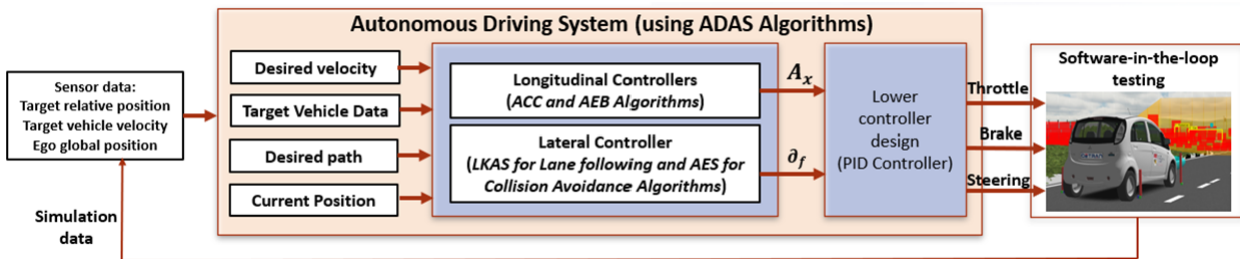 Autonomous Driving System (using ADAS Algorithms)
Sensor data:
Target relative position
Target vehicle velocity
Ego global position
Simulation
data
Desired velocity
Target Vehicle Data
Desired path
Current Position
Longitudinal Controllers
(ACC and AEB Algorithms)
Lateral Controller
(LKAS for Lane following and AES for
Collision Avoidance Algorithms)
A_x
∂_f
Lower
controller
design
(PID Controller)
Throttle
Brake
Steering
Software-in-the-loop
testing